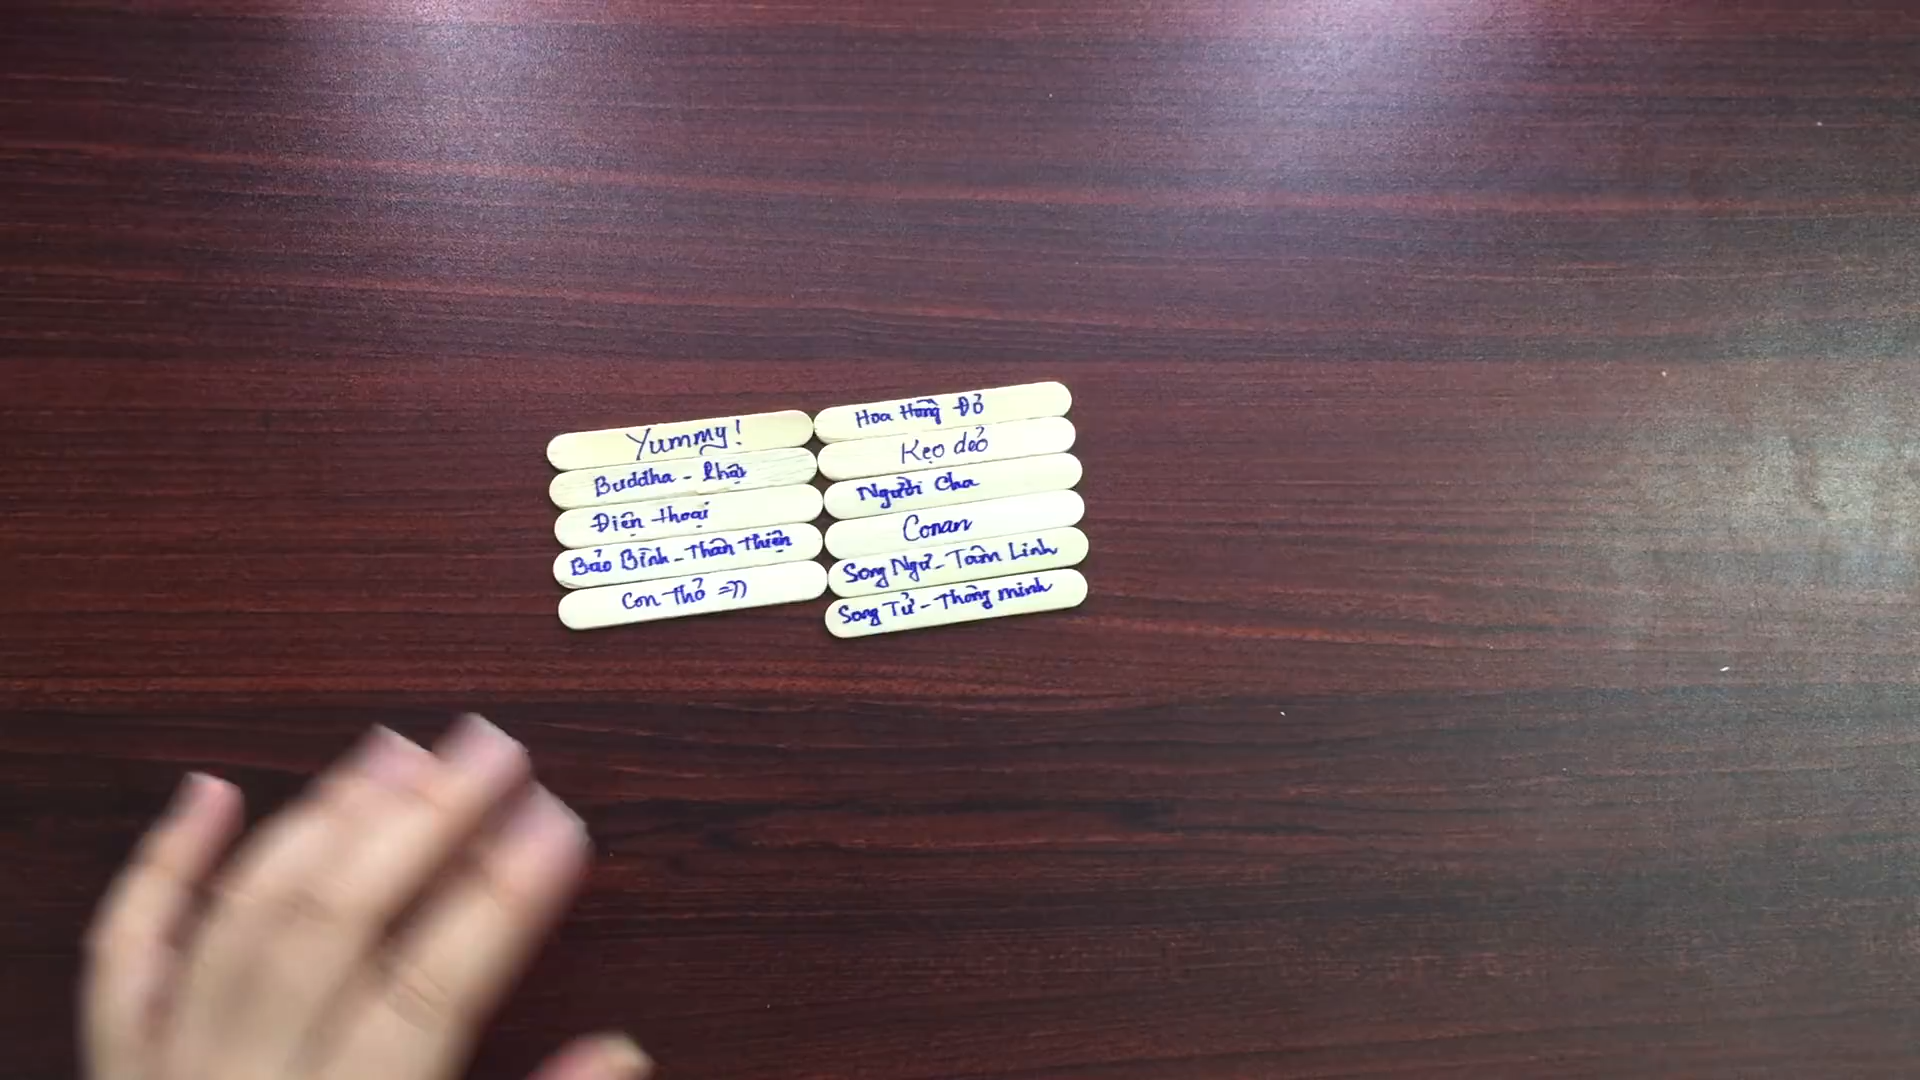 Yummy!
Buddha - Phật
Điện thoại
Bảo Bình - Thân Thiện
Con Thỏ =))
Hoa Hồng Đỏ
Kẹo dẻo
Người Cha
Conan
Song Ngư - Tâm Linh
Song Tử - Thông minh